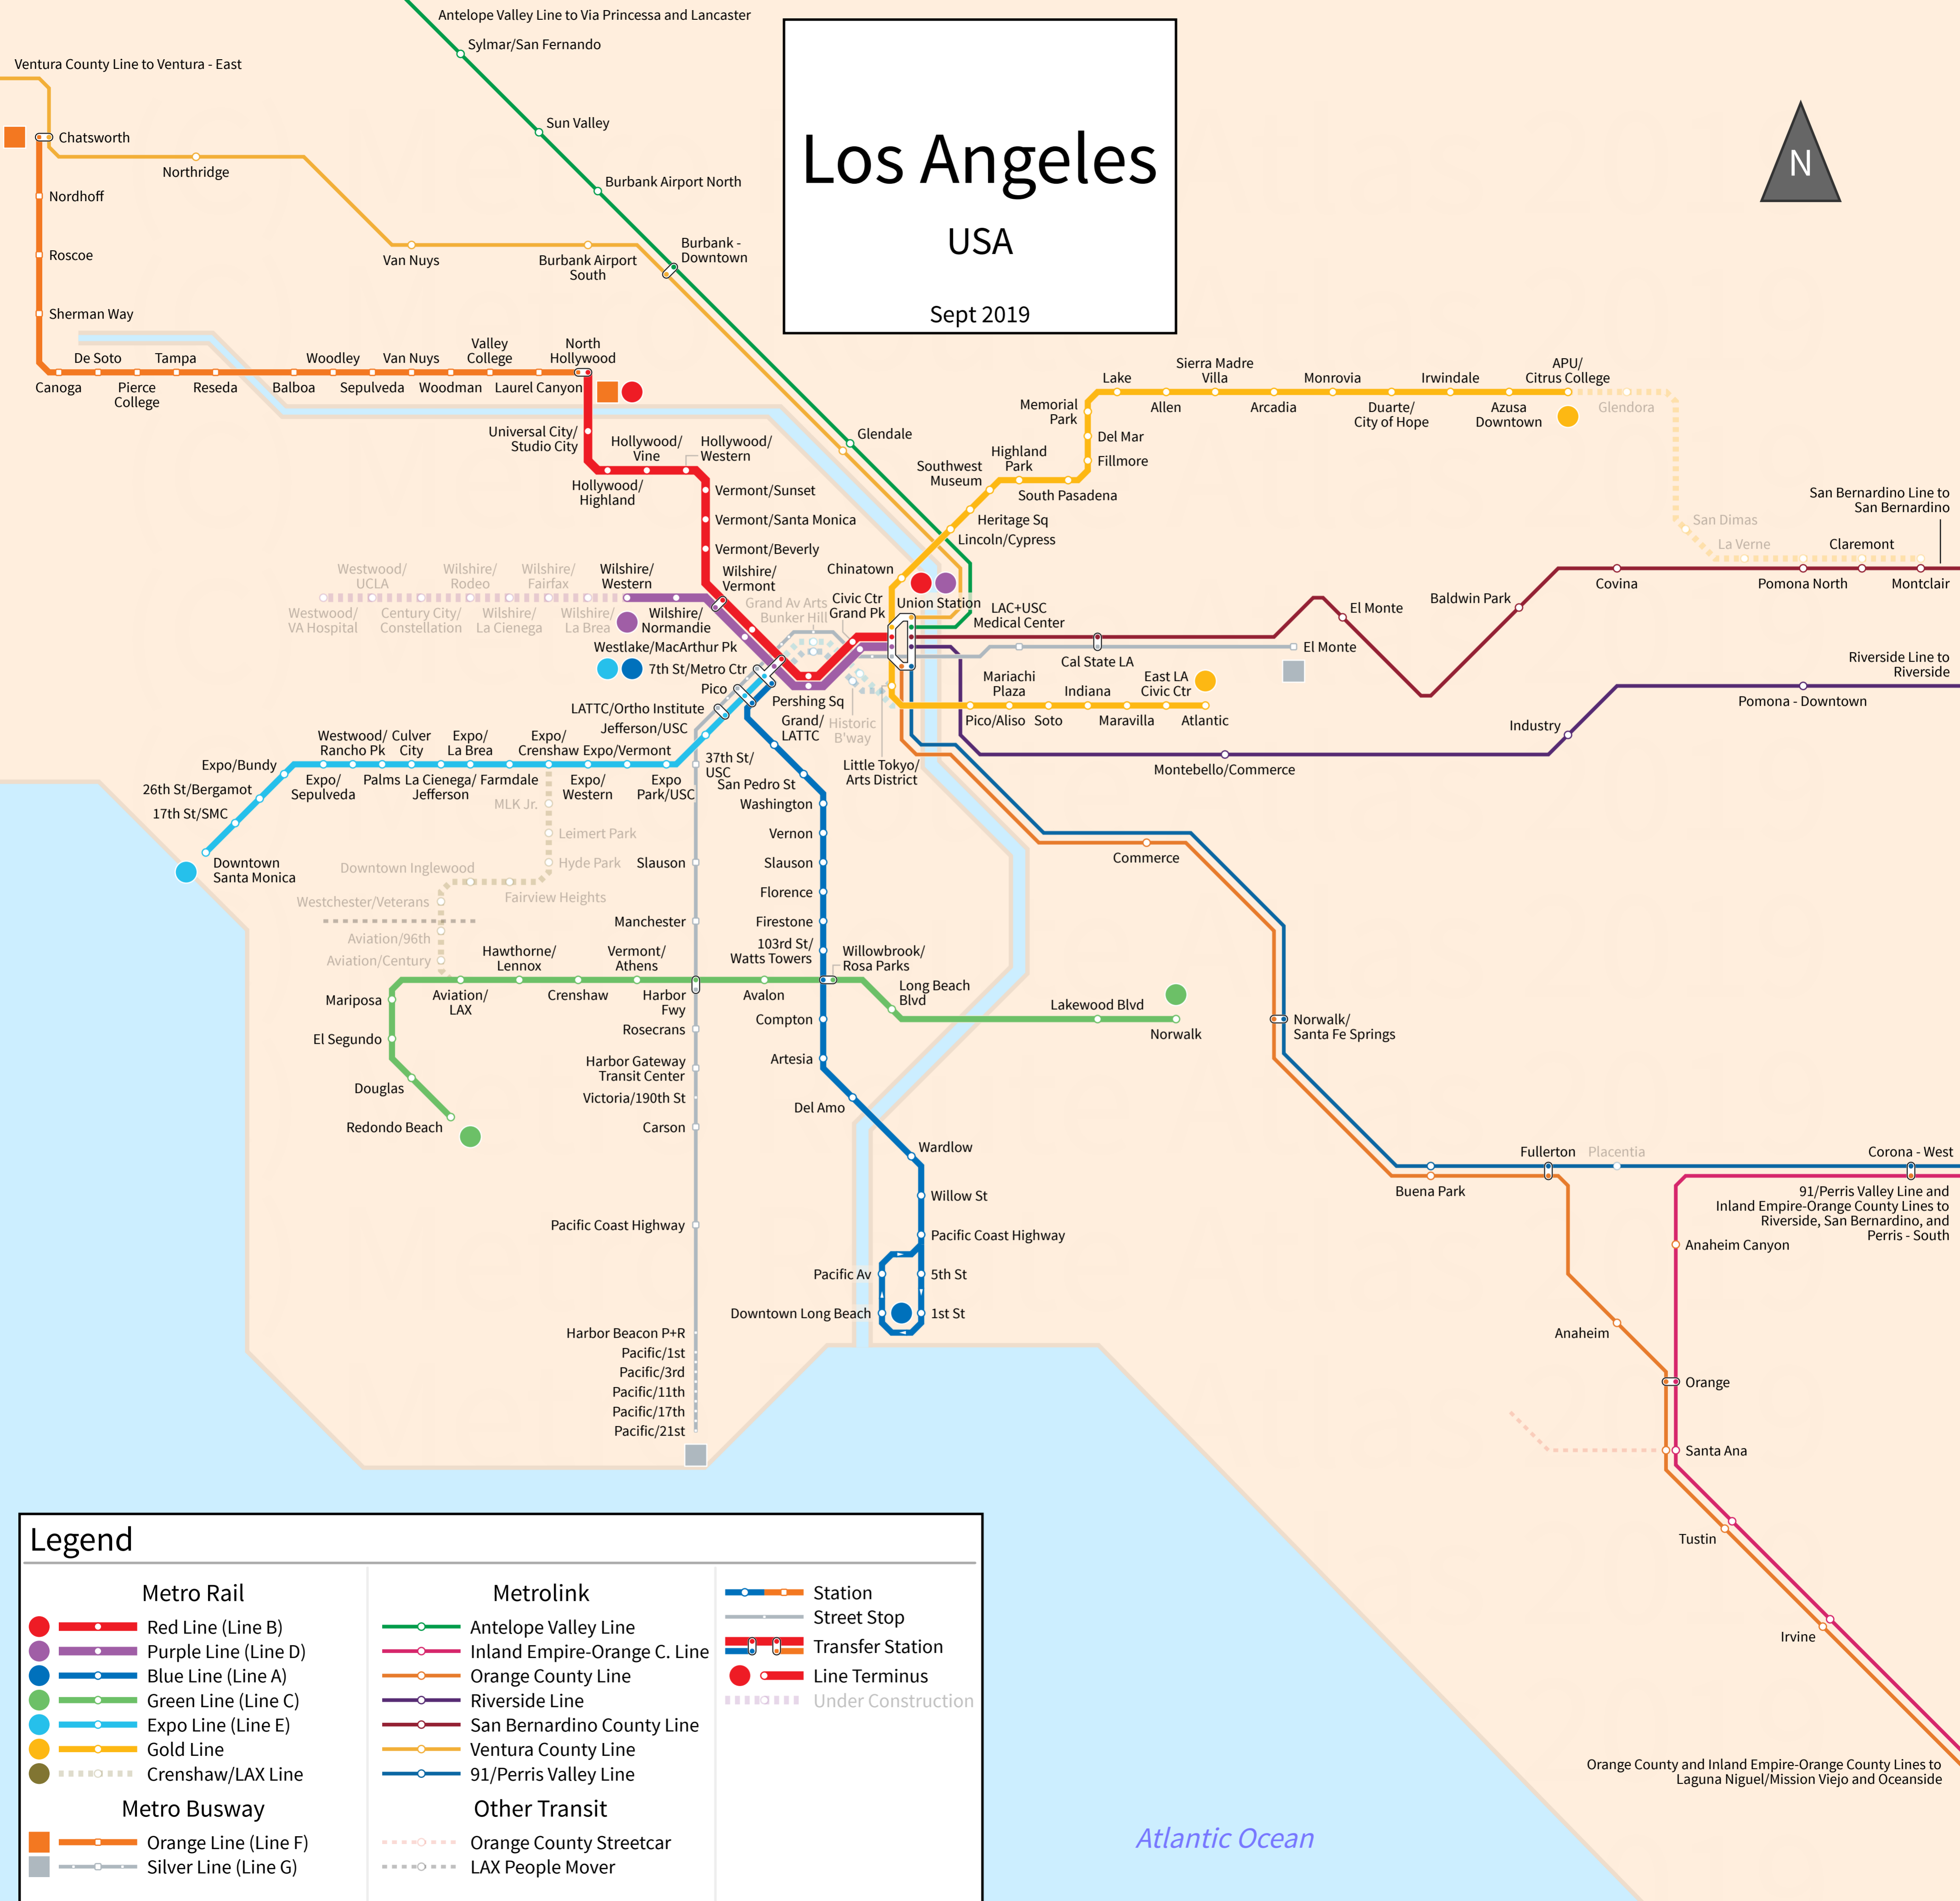 Antelope Valley Line to Via Princessa and Lancaster
Sylmar/San Fernando
Ventura County Line to Ventura - East
Sun Valley
Chatsworth
Northridge
Burbank Airport North
Nordhoff
Burbank -
Downtown
Roscoe
Van Nuys
Burbank Airport
South
Sherman Way
Los Angeles
USA
Sept 2019
N
De Soto
Tampa
Woodley
Van Nuys
Valley
College
North
Hollywood
Canoga
Pierce
College
Reseda
Balboa
Sepulveda
Woodman
Laurel Canyon
Universal City/
Studio City
Hollywood/
Vine
Hollywood/
Western
Hollywood/
Highland
Vermont/Sunset
Vermont/Santa Monica
Vermont/Beverly
Glendale
Lake
Sierra Madre
Villa
Monrovia
Irwindale
APU/
Citrus College
Memorial
Park
Allen
Arcadia
Duarte/
City of Hope
Azusa
Downtown
Glendora
Del Mar
Fillmore
Highland
Park
Southwest
Museum
South Pasadena
Heritage Sq
Lincoln/Cypress
Chinatown
San Bernardino Line to
San Bernardino
San Dimas
La Verne
Claremont
Covina
Pomona North
Montclair
Westwood/
UCLA
Wilshire/
Rodeo
Wilshire/
Fairfax
Wilshire/
Western
Wilshire/
Vermont
Westwood/
VA Hospital
Century City/
Constellation
Wilshire/
La Cienega
Wilshire/
La Brea
Wilshire/
Normandie
Grand Av Arts
Bunker Hill
Civic Ctr
Grand Pk
Union Station
LAC+USC
Medical Center
El Monte
Baldwin Park
Westlake/MacArthur Pk
7th St/Metro Ctr
Cal State LA
El Monte
Riverside Line to
Riverside
Pico
Pershing Sq
Mariachi
Plaza
Indiana
East LA
Civic Ctr
Pomona - Downtown
LATTC/Ortho Institute
Jefferson/USC
Grand/
LATTC
Historic
B'way
Pico/Aliso
Soto
Maravilla
Atlantic
Industry
Westwood/
Rancho Pk
Culver
City
Expo/
La Brea
Expo/
Crenshaw
Expo/Vermont
Expo/Bundy
37th St/
USC
Little Tokyo/
Arts District
Montebello/Commerce
Expo/
Sepulveda
Palms
La Cienega/
Jefferson
Farmdale
Expo/
Western
Expo
Park/USC
San Pedro St
26th St/Bergamot
17th St/SMC
MLK Jr.
Washington
Leimert Park
Vernon
Downtown
Santa Monica
Downtown Inglewood
Hyde Park
Slauson
Slauson
Commerce
Westchester/Veterans
Fairview Heights
Florence
Manchester
Firestone
Aviation/96th
Aviation/Century
Hawthorne/
Lennox
Vermont/
Athens
103rd St/
Watts Towers
Willowbrook/
Rosa Parks
Mariposa
Aviation/
LAX
Crenshaw
Harbor
Fwy
Avalon
Long Beach
Blvd
Lakewood Blvd
Norwalk
Norwalk/
Santa Fe Springs
El Segundo
Rosecrans
Compton
Douglas
Harbor Gateway
Transit Center
Artesia
Redondo Beach
Victoria/190th St
Del Amo
Carson
Wardlow
Fullerton
Placentia
Corona - West
Willow St
Buena Park
91/Perris Valley Line and
Inland Empire-Orange County Lines to
Riverside, San Bernardino, and
Perris - South
Pacific Coast Highway
Pacific Coast Highway
Anaheim Canyon
Pacific Av
5th St
Downtown Long Beach
1st St
Anaheim
Harbor Beacon P+R
Pacific/1st
Pacific/3rd
Pacific/11th
Pacific/17th
Pacific/21st
Orange
Santa Ana
Tustin
Irvine
Orange County and Inland Empire-Orange County Lines to
Laguna Niguel/Mission Viejo and Oceanside
Atlantic Ocean
Legend
Metro Rail
Red Line (Line B)
Purple Line (Line D)
Blue Line (Line A)
Green Line (Line C)
Expo Line (Line E)
Gold Line
Crenshaw/LAX Line
Metro Busway
Orange Line (Line F)
Silver Line (Line G)
Metrolink
Antelope Valley Line
Inland Empire-Orange C. Line
Orange County Line
Riverside Line
San Bernardino County Line
Ventura County Line
91/Perris Valley Line
Other Transit
Orange County Streetcar
LAX People Mover
Station
Street Stop
Transfer Station
Line Terminus
Under Construction